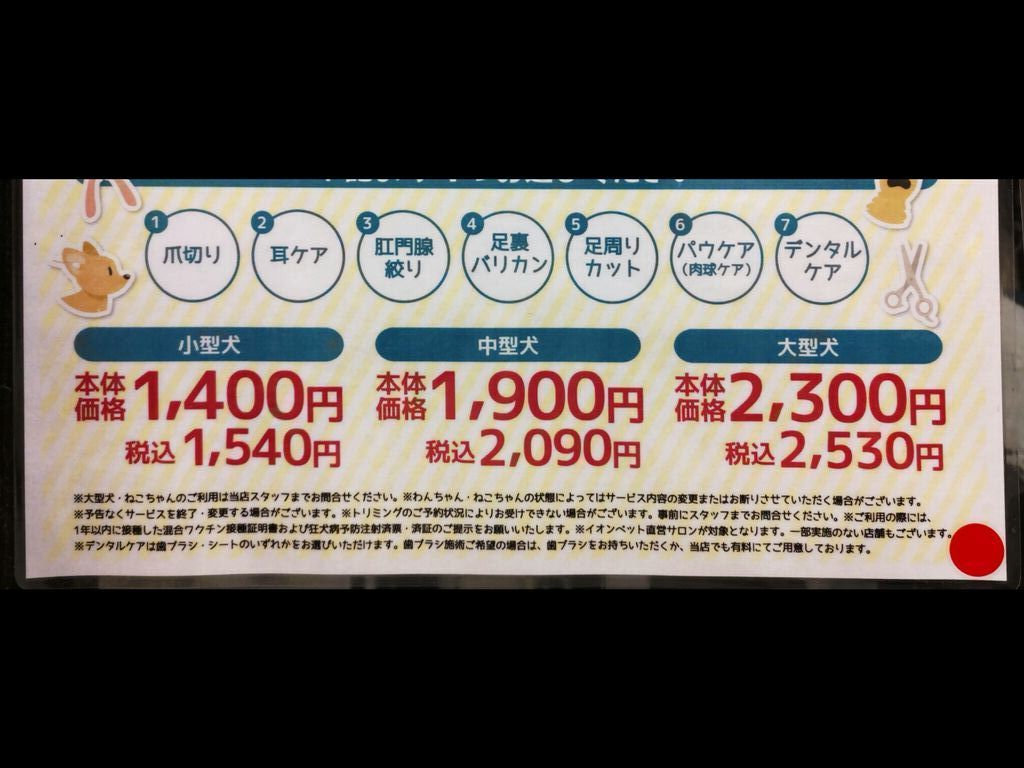 1 爪切り
2 耳ケア
3 肛門腺
絞り
4 足裏
バリカン
5 足周り
カット
6 パウケア
(肉球ケア)
7 デンタル
ケア
小型犬
本体価格 1,400円
税込 1,540円
中型犬
本体価格 1,900円
税込 2,090円
大型犬
本体価格 2,300円
税込 2,530円
※大型犬・ねこちゃんのご利用は当店スタッフまでお問合せください。※わんちゃん・ねこちゃんの状態によってはサービス内容の変更またはお断りさせていただく場合がございます。
※予告なくサービスを終了・変更する場合がございます。※トリミングのご予約状況によりお受けできない場合がございます。事前にスタッフまでお問合せください。※ご利用の際には、
1年以内に接種した混合ワクチン接種証明書および狂犬病予防注射済票・済証のご提示をお願いいたします。※イオンペット直営サロンが対象となります。一部実施のない店舗もございます。
※デンタルケアは歯ブラシ・シートのいずれかをお選びいただけます。歯ブラシ施術ご希望の場合は、歯ブラシをお持ちいただくか、当店でも有料にてご用意しております。